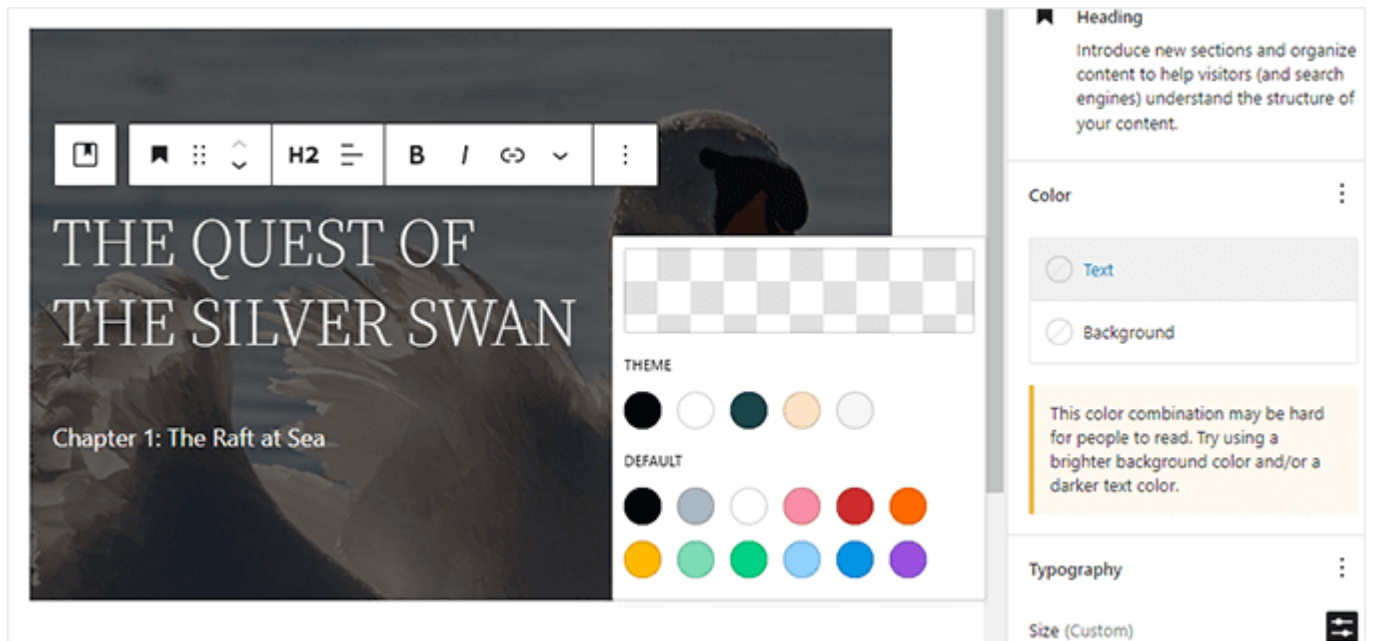 H2
B
I
THE QUEST OF
THE SILVER SWAN
Chapter 1: The Raft at Sea
THEME
DEFAULT
Heading
Introduce new sections and organize
content to help visitors (and search
engines) understand the structure of
your content.
Color
Text
Background
This color combination may be hard
for people to read. Try using a
brighter background color and/or a
darker text color.
Typography
Size (Custom)